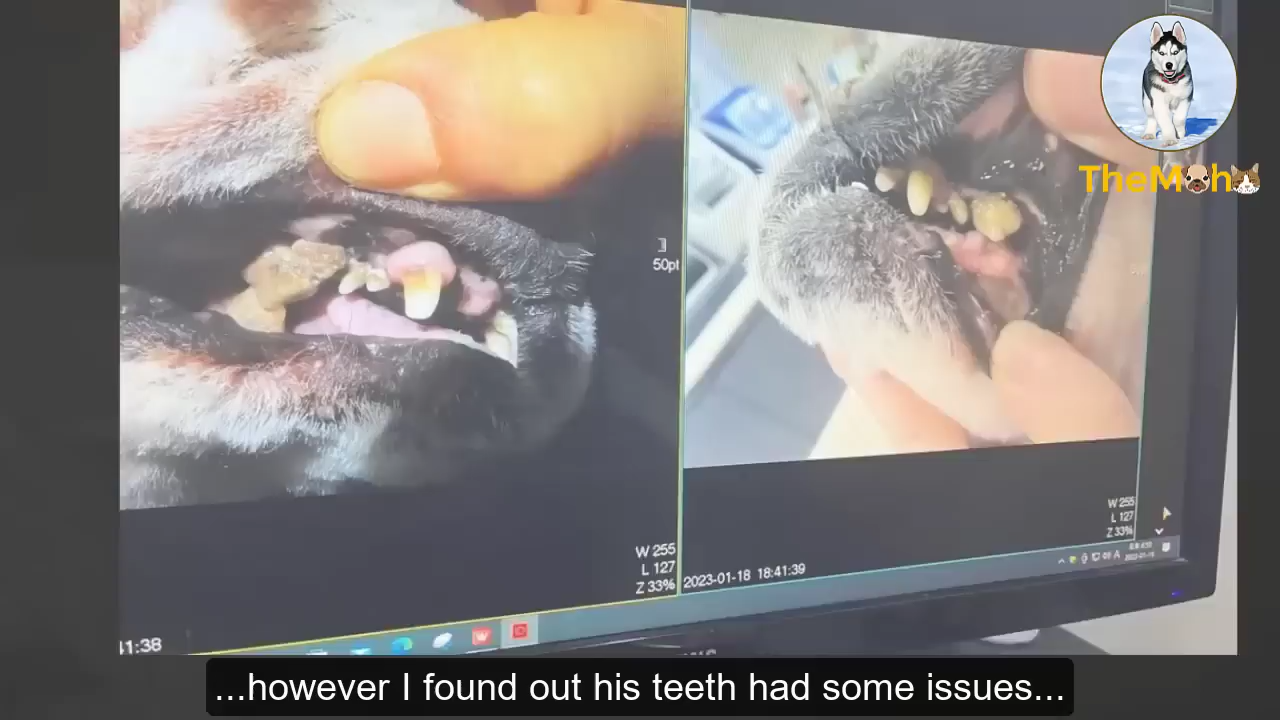 TheM h
50pt
W 255
L 127
Z 33%
W 255
L 127
Z 33%
2023-01-18 18:41:39
41:38
...however I found out his teeth had some issues...